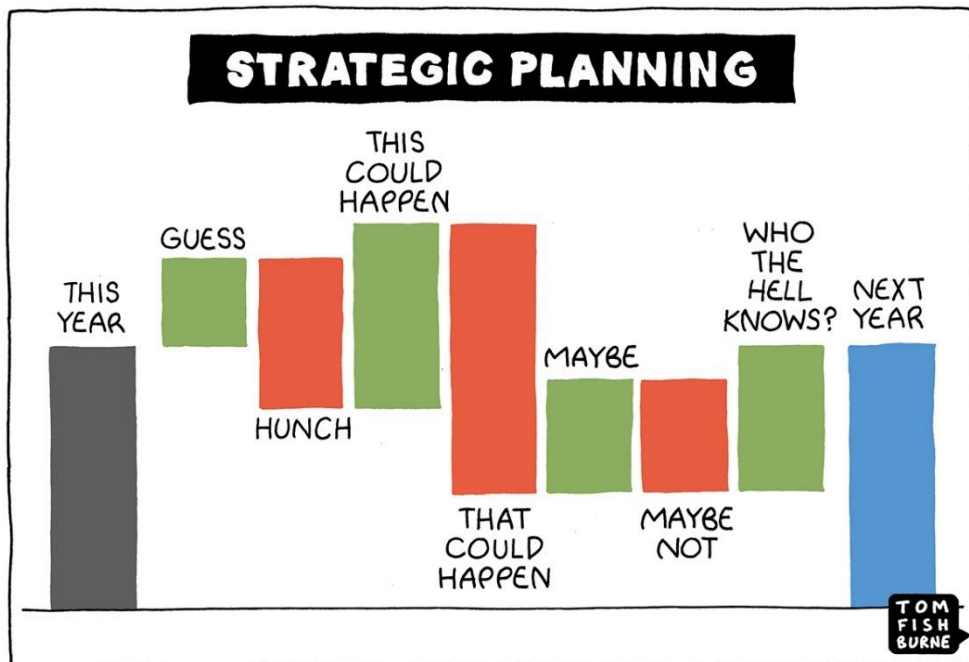 STRATEGIC PLANNING
THIS
YEAR
GUESS
HUNCH
THIS
COULD
HAPPEN
THAT
COULD
HAPPEN
MAYBE
MAYBE
NOT
WHO
THE
HELL
KNOWS?
NEXT
YEAR
TOM
FISH
BURNE